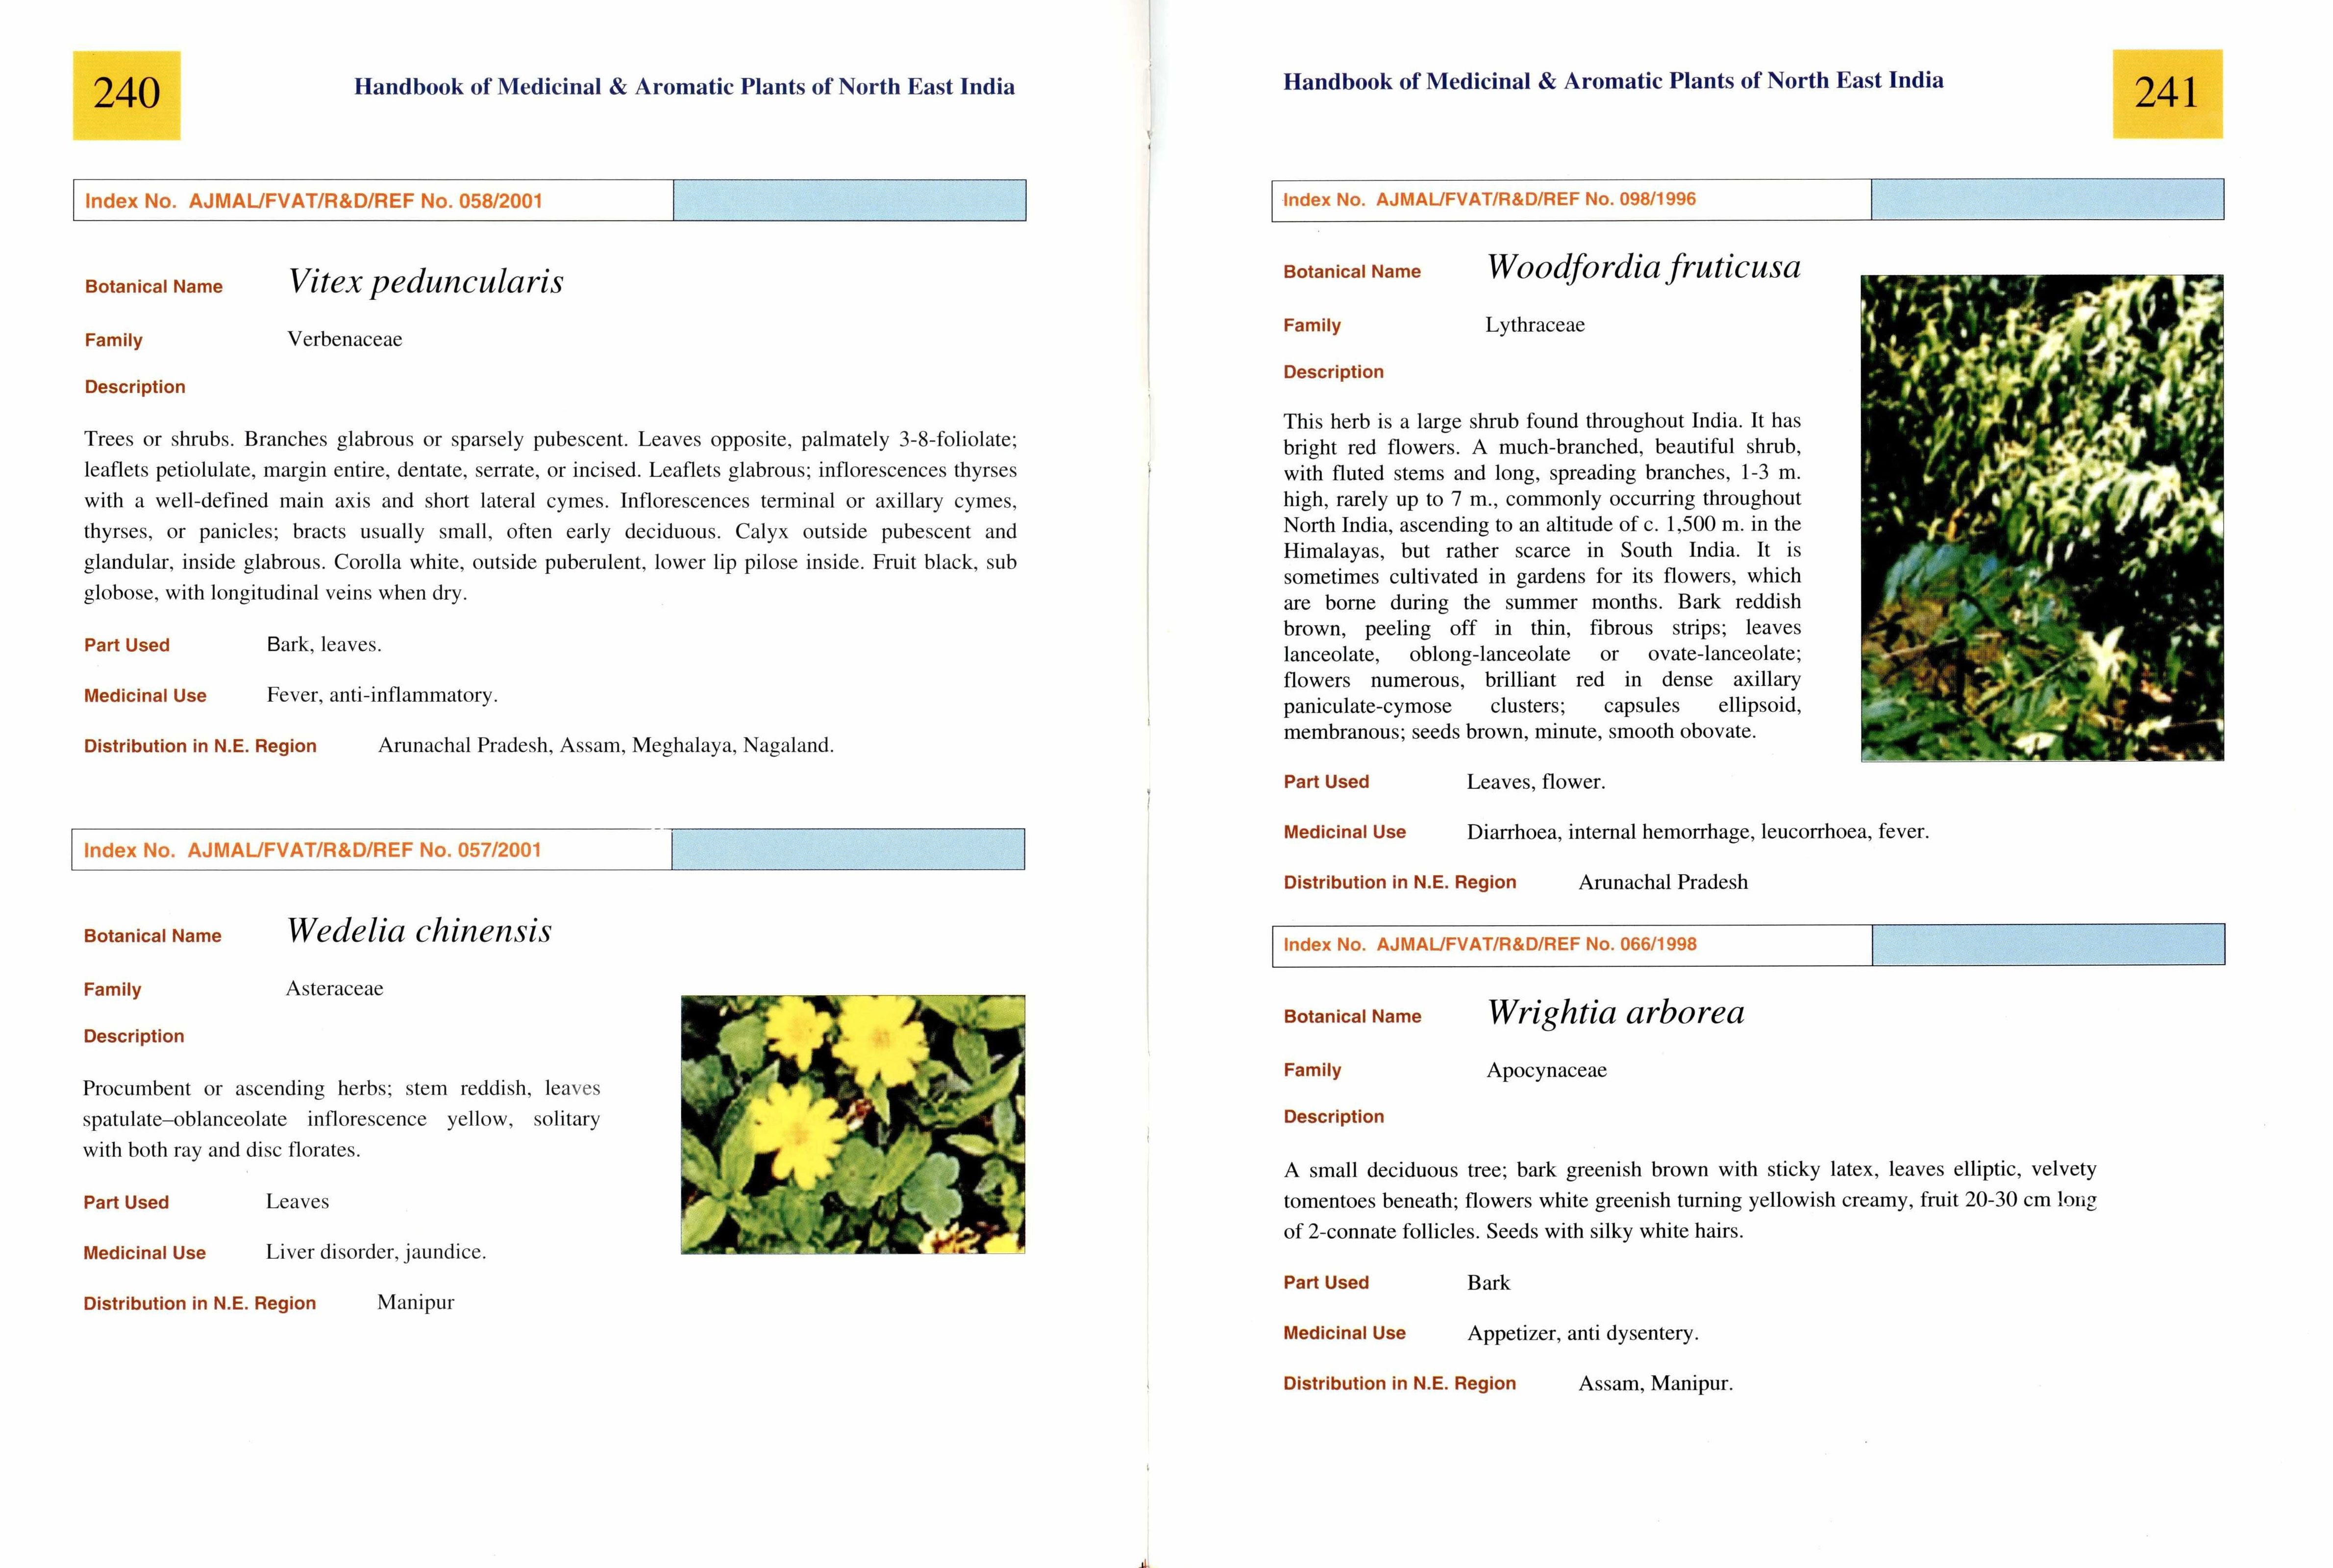 240
Handbook of Medicinal & Aromatic Plants of North East India
Index No. AJMAL/FVAT/R&D/REF No. 058/2001
Botanical Name Vitex peduncularis
Family Verbenaceae
Description
Trees or shrubs. Branches glabrous or sparsely pubescent. Leaves opposite, palmately 3-8-foliolate;
leaflets petiolulate, margin entire, dentate, serrate, or incised. Leaflets glabrous; inflorescences thyrses
with a well-defined main axis and short lateral cymes. Inflorescences terminal or axillary cymes,
thyrses, or panicles; bracts usually small, often early deciduous. Calyx outside pubescent and
glandular, inside glabrous. Corolla white, outside puberulent, lower lip pilose inside. Fruit black, sub
globose, with longitudinal veins when dry.
Part Used Bark, leaves.
Medicinal Use Fever, anti-inflammatory.
Distribution in N.E. Region Arunachal Pradesh, Assam, Meghalaya, Nagaland.
Index No. AJMAL/FVAT/R&D/REF No. 057/2001
Botanical Name Wedelia chinensis
Family Asteraceae
Description
Procumbent or ascending herbs; stem reddish, leaves
spatulate–oblanceolate inflorescence yellow, solitary
with both ray and disc florates.
Part Used Leaves
Medicinal Use Liver disorder, jaundice.
Distribution in N.E. Region Manipur
Handbook of Medicinal & Aromatic Plants of North East India
241
Index No. AJMAL/FVAT/R&D/REF No. 098/1996
Botanical Name Woodfordia fruticusa
Family Lythraceae
Description
This herb is a large shrub found throughout India. It has
bright red flowers. A much-branched, beautiful shrub,
with fluted stems and long, spreading branches, 1-3 m.
high, rarely up to 7 m., commonly occurring throughout
North India, ascending to an altitude of c. 1,500 m. in the
Himalayas, but rather scarce in South India. It is
sometimes cultivated in gardens for its flowers, which
are borne during the summer months. Bark reddish
brown, peeling off in thin, fibrous strips; leaves
lanceolate, oblong-lanceolate or ovate-lanceolate;
flowers numerous, brilliant red in dense axillary
paniculate-cymose clusters; capsules ellipsoid,
membranous; seeds brown, minute, smooth obovate.
Part Used Leaves, flower.
Medicinal Use Diarrhoea, internal hemorrhage, leucorrhoea, fever.
Distribution in N.E. Region Arunachal Pradesh
Index No. AJMAL/FVAT/R&D/REF No. 066/1998
Botanical Name Wrightia arborea
Family Apocynaceae
Description
A small deciduous tree; bark greenish brown with sticky latex, leaves elliptic, velvety
tomentoes beneath; flowers white greenish turning yellowish creamy, fruit 20-30 cm long
of 2-connate follicles. Seeds with silky white hairs.
Part Used Bark
Medicinal Use Appetizer, anti dysentery.
Distribution in N.E. Region Assam, Manipur.